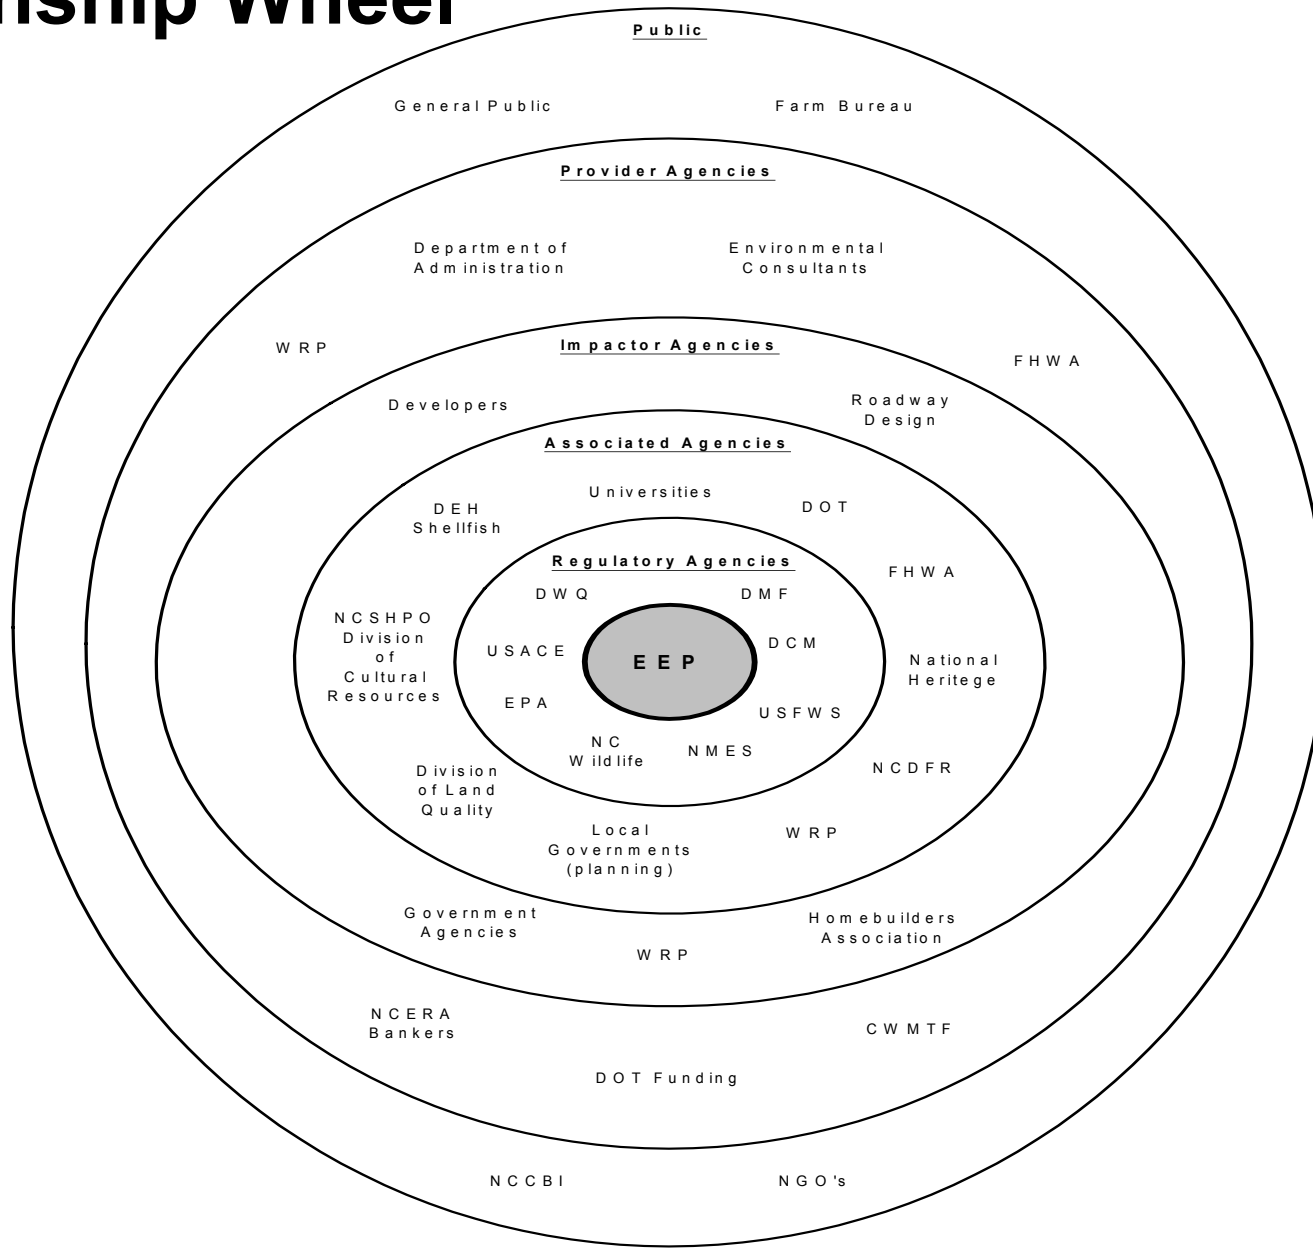 nship Wheel
Public
General Public
Farm Bureau
Provider Agencies
Department of
Administration
Environmental
Consultants
WRP
FHWA
Impactor Agencies
Developers
Roadway
Design
Associated Agencies
Universities
DEH
Shellfish
DOT
FHWA
Regulatory Agencies
DWQ
DMF
NCSHPO
Division
of
Cultural
Resources
USACE
EEP
DCM
National
Heritege
EPA
USFWS
NC
Wildlife
NMES
Division
of Land
Quality
NCDFR
Local
Governments
(planning)
WRP
Government
Agencies
WRP
Homebuilders
Association
NCERA
Bankers
CWMTF
DOT Funding
NCCBI
NGO's